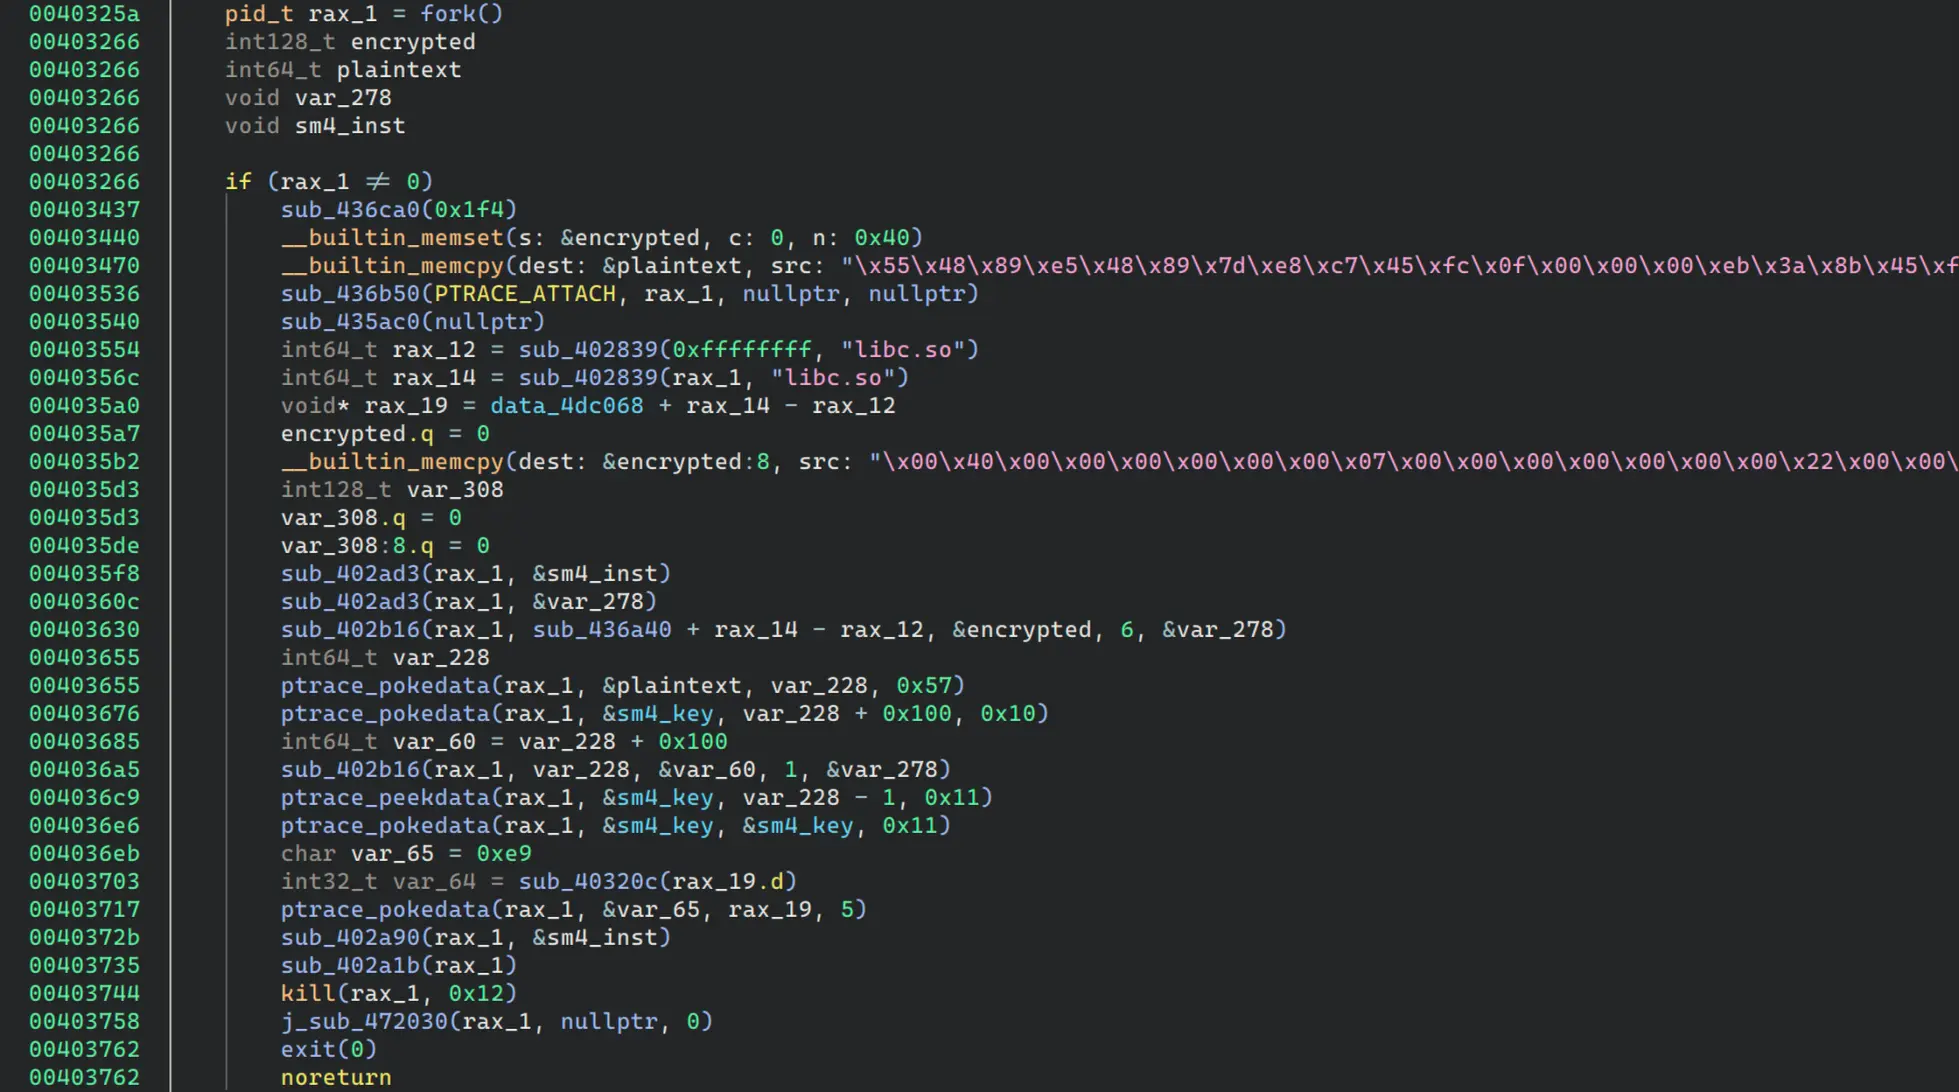 0040325a pid_t rax_1 = fork()
00403266 int128_t encrypted
00403266 int64_t plaintext
00403266 void var_278
00403266 void sm4_inst
00403266
00403266 if (rax_1 ≠ 0)
00403437 sub_436ca0(0x1f4)
00403440 __builtin_memset(s: &encrypted, c: 0, n: 0x40)
00403470 __builtin_memcpy(dest: &plaintext, src: "\x55\x48\x89\xe5\x48\x89\x7d\xe8\xc7\x45\xfc\x0f\x00\x00\x00\xeb\x3a\x8b\x45\xf
00403536 sub_436b50(PTRACE_ATTACH, rax_1, nullptr, nullptr)
00403540 sub_435ac0(nullptr)
00403554 int64_t rax_12 = sub_402839(0xffffffff, "libc.so")
0040356c int64_t rax_14 = sub_402839(rax_1, "libc.so")
004035a0 void* rax_19 = data_4dc068 + rax_14 - rax_12
004035a7 encrypted.q = 0
004035b2 __builtin_memcpy(dest: &encrypted:8, src: "\x00\x40\x00\x00\x00\x00\x00\x00\x07\x00\x00\x00\x00\x00\x00\x00\x22\x00\x00\
004035d3 int128_t var_308
004035d3 var_308.q = 0
004035de var_308:8.q = 0
004035f8 sub_402ad3(rax_1, &sm4_inst)
0040360c sub_402ad3(rax_1, &var_278)
00403630 sub_402b16(rax_1, sub_436a40 + rax_14 - rax_12, &encrypted, 6, &var_278)
00403655 int64_t var_228
00403655 ptrace_pokedata(rax_1, &plaintext, var_228, 0x57)
00403676 ptrace_pokedata(rax_1, &sm4_key, var_228 + 0x100, 0x10)
00403685 int64_t var_60 = var_228 + 0x100
004036a5 sub_402b16(rax_1, var_228, &var_60, 1, &var_278)
004036c9 ptrace_peekdata(rax_1, &sm4_key, var_228 - 1, 0x11)
004036e6 ptrace_pokedata(rax_1, &sm4_key, &sm4_key, 0x11)
004036eb char var_65 = 0xe9
00403703 int32_t var_64 = sub_40320c(rax_19.d)
00403717 ptrace_pokedata(rax_1, &var_65, rax_19, 5)
0040372b sub_402a90(rax_1, &sm4_inst)
00403735 sub_402a1b(rax_1)
00403744 kill(rax_1, 0x12)
00403758 j_sub_472030(rax_1, nullptr, 0)
00403762 exit(0)
00403762 noreturn